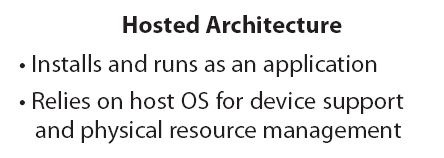 Hosted Architecture
• Installs and runs as an application
• Relies on host OS for device support
and physical resource management